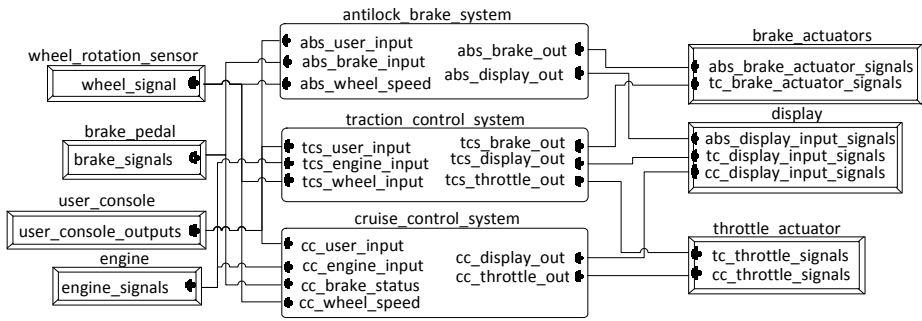 antilock_brake_system
abs_user_input
abs_brake_input
abs_wheel_speed
abs_brake_out
abs_display_out
wheel_rotation_sensor
wheel_signal
brake_pedal
brake_signals
user_console
user_console_outputs
engine
engine_signals
traction_control_system
tcs_user_input
tcs_engine_input
tcs_wheel_input
tcs_brake_out
tcs_display_out
tcs_throttle_out
cruise_control_system
cc_user_input
cc_engine_input
cc_brake_status
cc_wheel_speed
cc_display_out
cc_throttle_out
brake_actuators
abs_brake_actuator_signals
tc_brake_actuator_signals
display
abs_display_input_signals
tc_display_input_signals
cc_display_input_signals
throttle_actuator
tc_throttle_signals
cc_throttle_signals